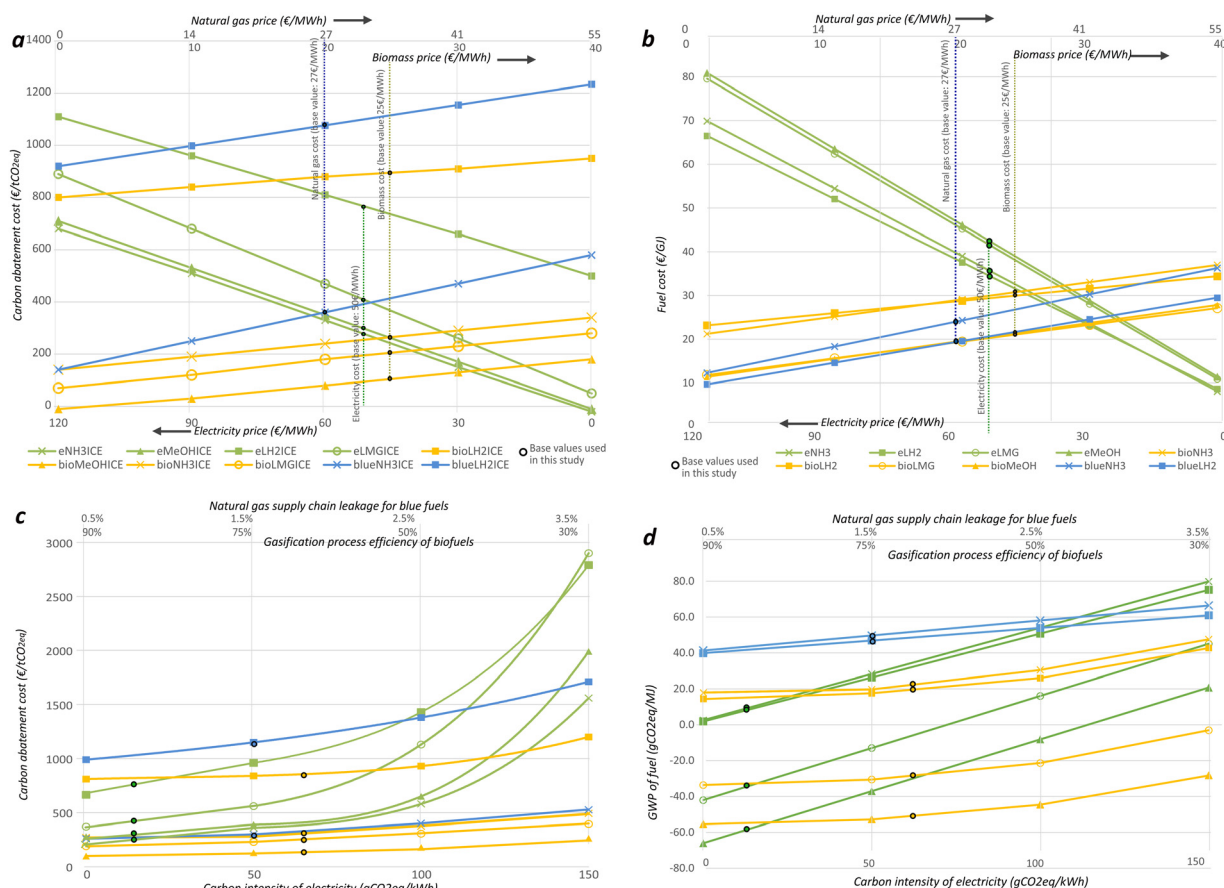 a
Natural gas price (€/MWh)
0 14 27 41 55
0 10 20 30 40
Biomass price (€/MWh)
1400
1200
1000
800
600
400
200
0
Carbon abatement cost (€/tCO2eq)
Natural gas cost (base value: 27€/MWh)
Biomass cost (base value: 25€/MWh)
Electricity cost (base value: 50€/MWh)
120 90 60 30 0
Electricity price (€/MWh)
eNH3ICE eMeOHICE eLH2ICE eLMGICE bioLH2ICE
bioMeOHICE bioNH3ICE bioLMGICE blueNH3ICE blueLH2ICE
Base values used
in this study
b
Natural gas price (€/MWh)
0 14 27 41 55
0 10 20 30 40
Biomass price (€/MWh)
80
70
60
50
40
30
20
10
0
Fuel cost (€/GJ)
Natural gas cost (base value: 27€/MWh)
Biomass cost (base value: 25€/MWh)
Electricity cost (base value: 50€/MWh)
120 90 60 30 0
Electricity price (€/MWh)
Base values used
in this study
eNH3 eLH2 eLMG eMeOH bioNH3
bioLH2 bioLMG bioMeOH blueNH3 blueLH2
c
Natural gas supply chain leakage for blue fuels
0.5% 1.5% 2.5% 3.5%
90% 75% 50% 30%
Gasification process efficiency of biofuels
3000
2500
2000
1500
1000
500
0
Carbon abatement cost (€/tCO2eq)
0 50 100 150
Carbon intensity of electricity (gCO2eq/kWh)
d
Natural gas supply chain leakage for blue fuels
0.5% 1.5% 2.5% 3.5%
90% 75% 50% 30%
Gasification process efficiency of biofuels
80.0
60.0
40.0
20.0
0.0
-20.0
-40.0
-60.0
-80.0
GWP of fuel (gCO2eq/MJ)
0 50 100 150
Carbon intensity of electricity (gCO2eq/kWh)